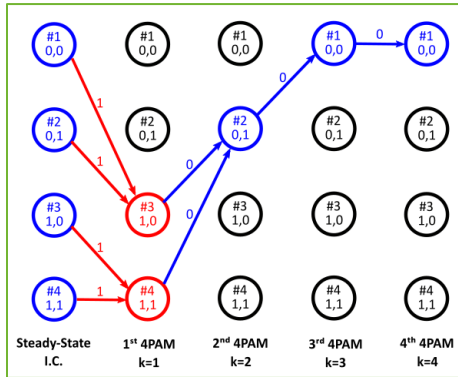 #1 #1 #1 #1 0 #1
0,0 0,0 0,0 0,0 0,0
1 0
#2 #2 #2 #2 #2
0,1 0,1 0,1 0,1 0,1
1 0
#3 #3 #3 #3 #3
1,0 1,0 1,0 1,0 1,0
1 0
#4 1 #4 #4 #4 #4
1,1 1,1 1,1 1,1 1,1
Steady-State 1st 4PAM 2nd 4PAM 3rd 4PAM 4th 4PAM
I.C. k=1 k=2 k=3 k=4